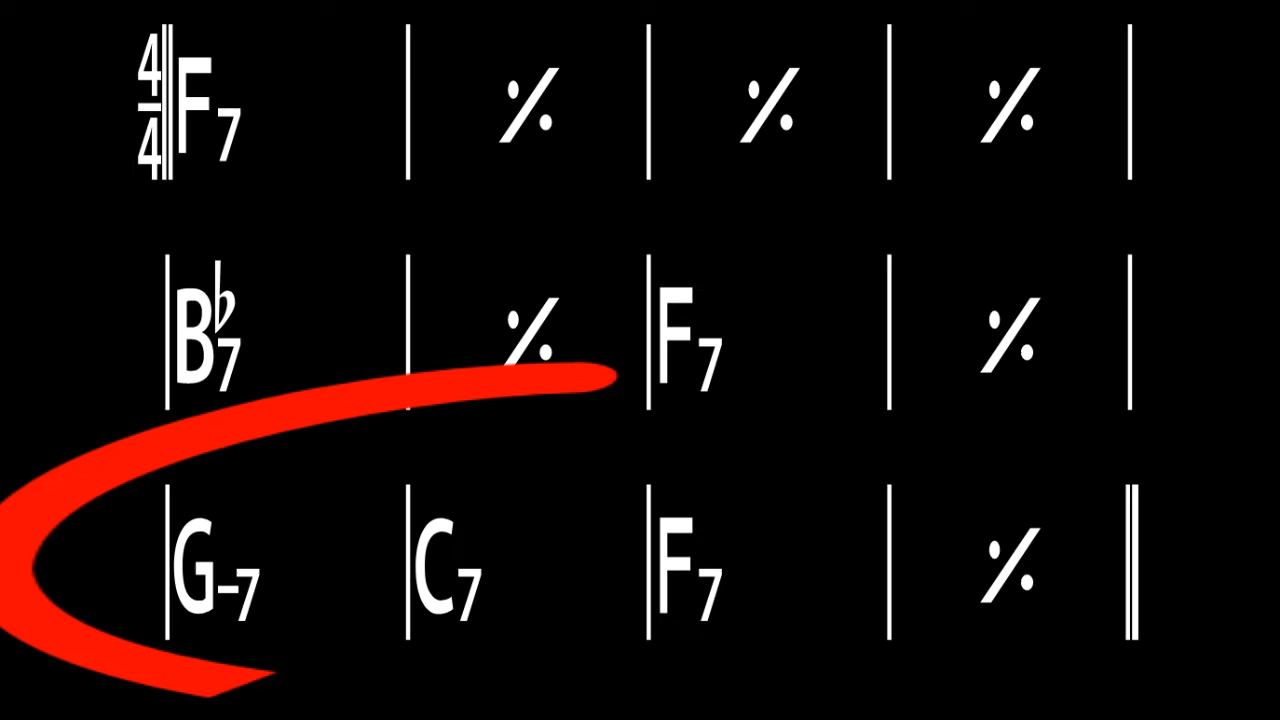 4/4 F7 | 𝄎 | 𝄎 | 𝄎
B♭7 | 𝄎 | F7 | 𝄎
G-7 | C7 | F7 | 𝄎